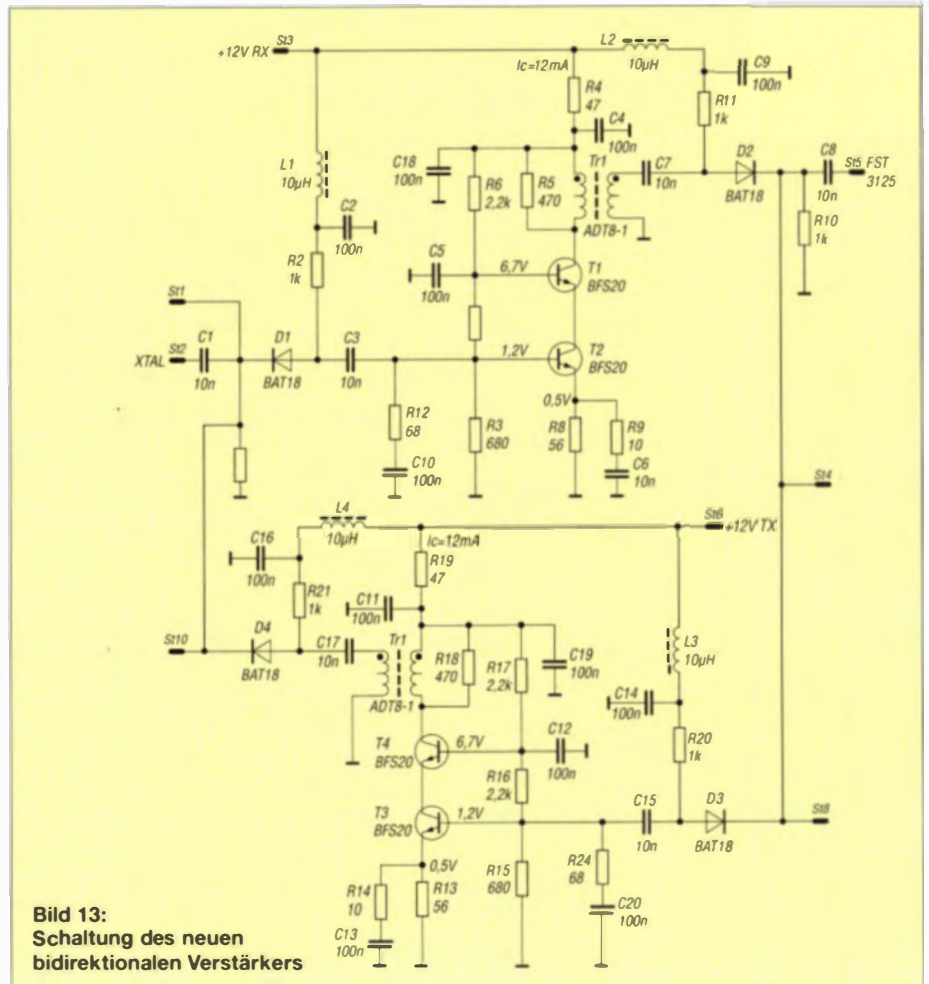 +12V RX
St3
L2
10µH
Ic=12mA
R4
47
C9
100n
R11
1k
C4
100n
L1
10µH
C18
100n
R6
2,2k
R5
470
Tr1
ADT8-1
C7
10n
D2
BAT18
C8
10n
St5 FST
3125
C2
100n
R2
1k
C5
100n
6,7V
T1
BFS20
R10
1k
St1
St2
XTAL
C1
10n
D1
BAT18
C3
10n
1,2V
T2
BFS20
R12
68
R3
680
0,5V
R8
56
R9
10
C10
100n
C6
10n
St4
L4
10µH
St6
+12V TX
Ic=12mA
C16
100n
R19
47
R21
1k
C11
100n
L3
10µH
St10
D4
BAT18
C17
10n
Tr1
ADT8-1
R18
470
R17
2,2k
C19
100n
C14
100n
T4
BFS20
6,7V
C12
100n
R20
1k
R16
2,2k
T3
BFS20
1,2V
C15
10n
D3
BAT18
St8
0,5V
R14
10
R13
56
R15
680
R24
68
C13
100n
C20
100n
Bild 13:
Schaltung des neuen
bidirektionalen Verstärkers